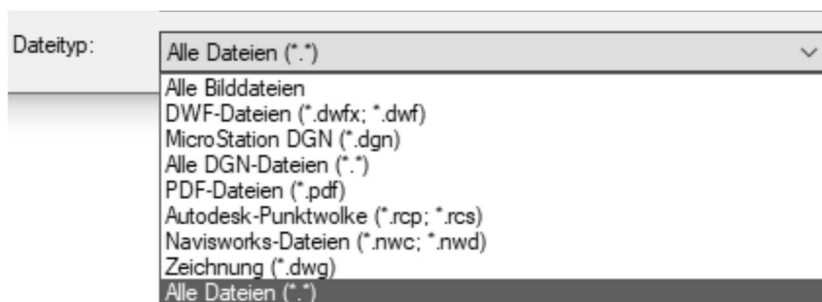 Dateityp:
Alle Dateien (*.*)
Alle Bilddateien
DWF-Dateien (*.dwfx; *.dwf)
MicroStation DGN (*.dgn)
Alle DGN-Dateien (*.*)
PDF-Dateien (*.pdf)
Autodesk-Punktwolke (*.rcp; *.rcs)
Navisworks-Dateien (*.nwc; *.nwd)
Zeichnung (*.dwg)
Alle Dateien (*.*)